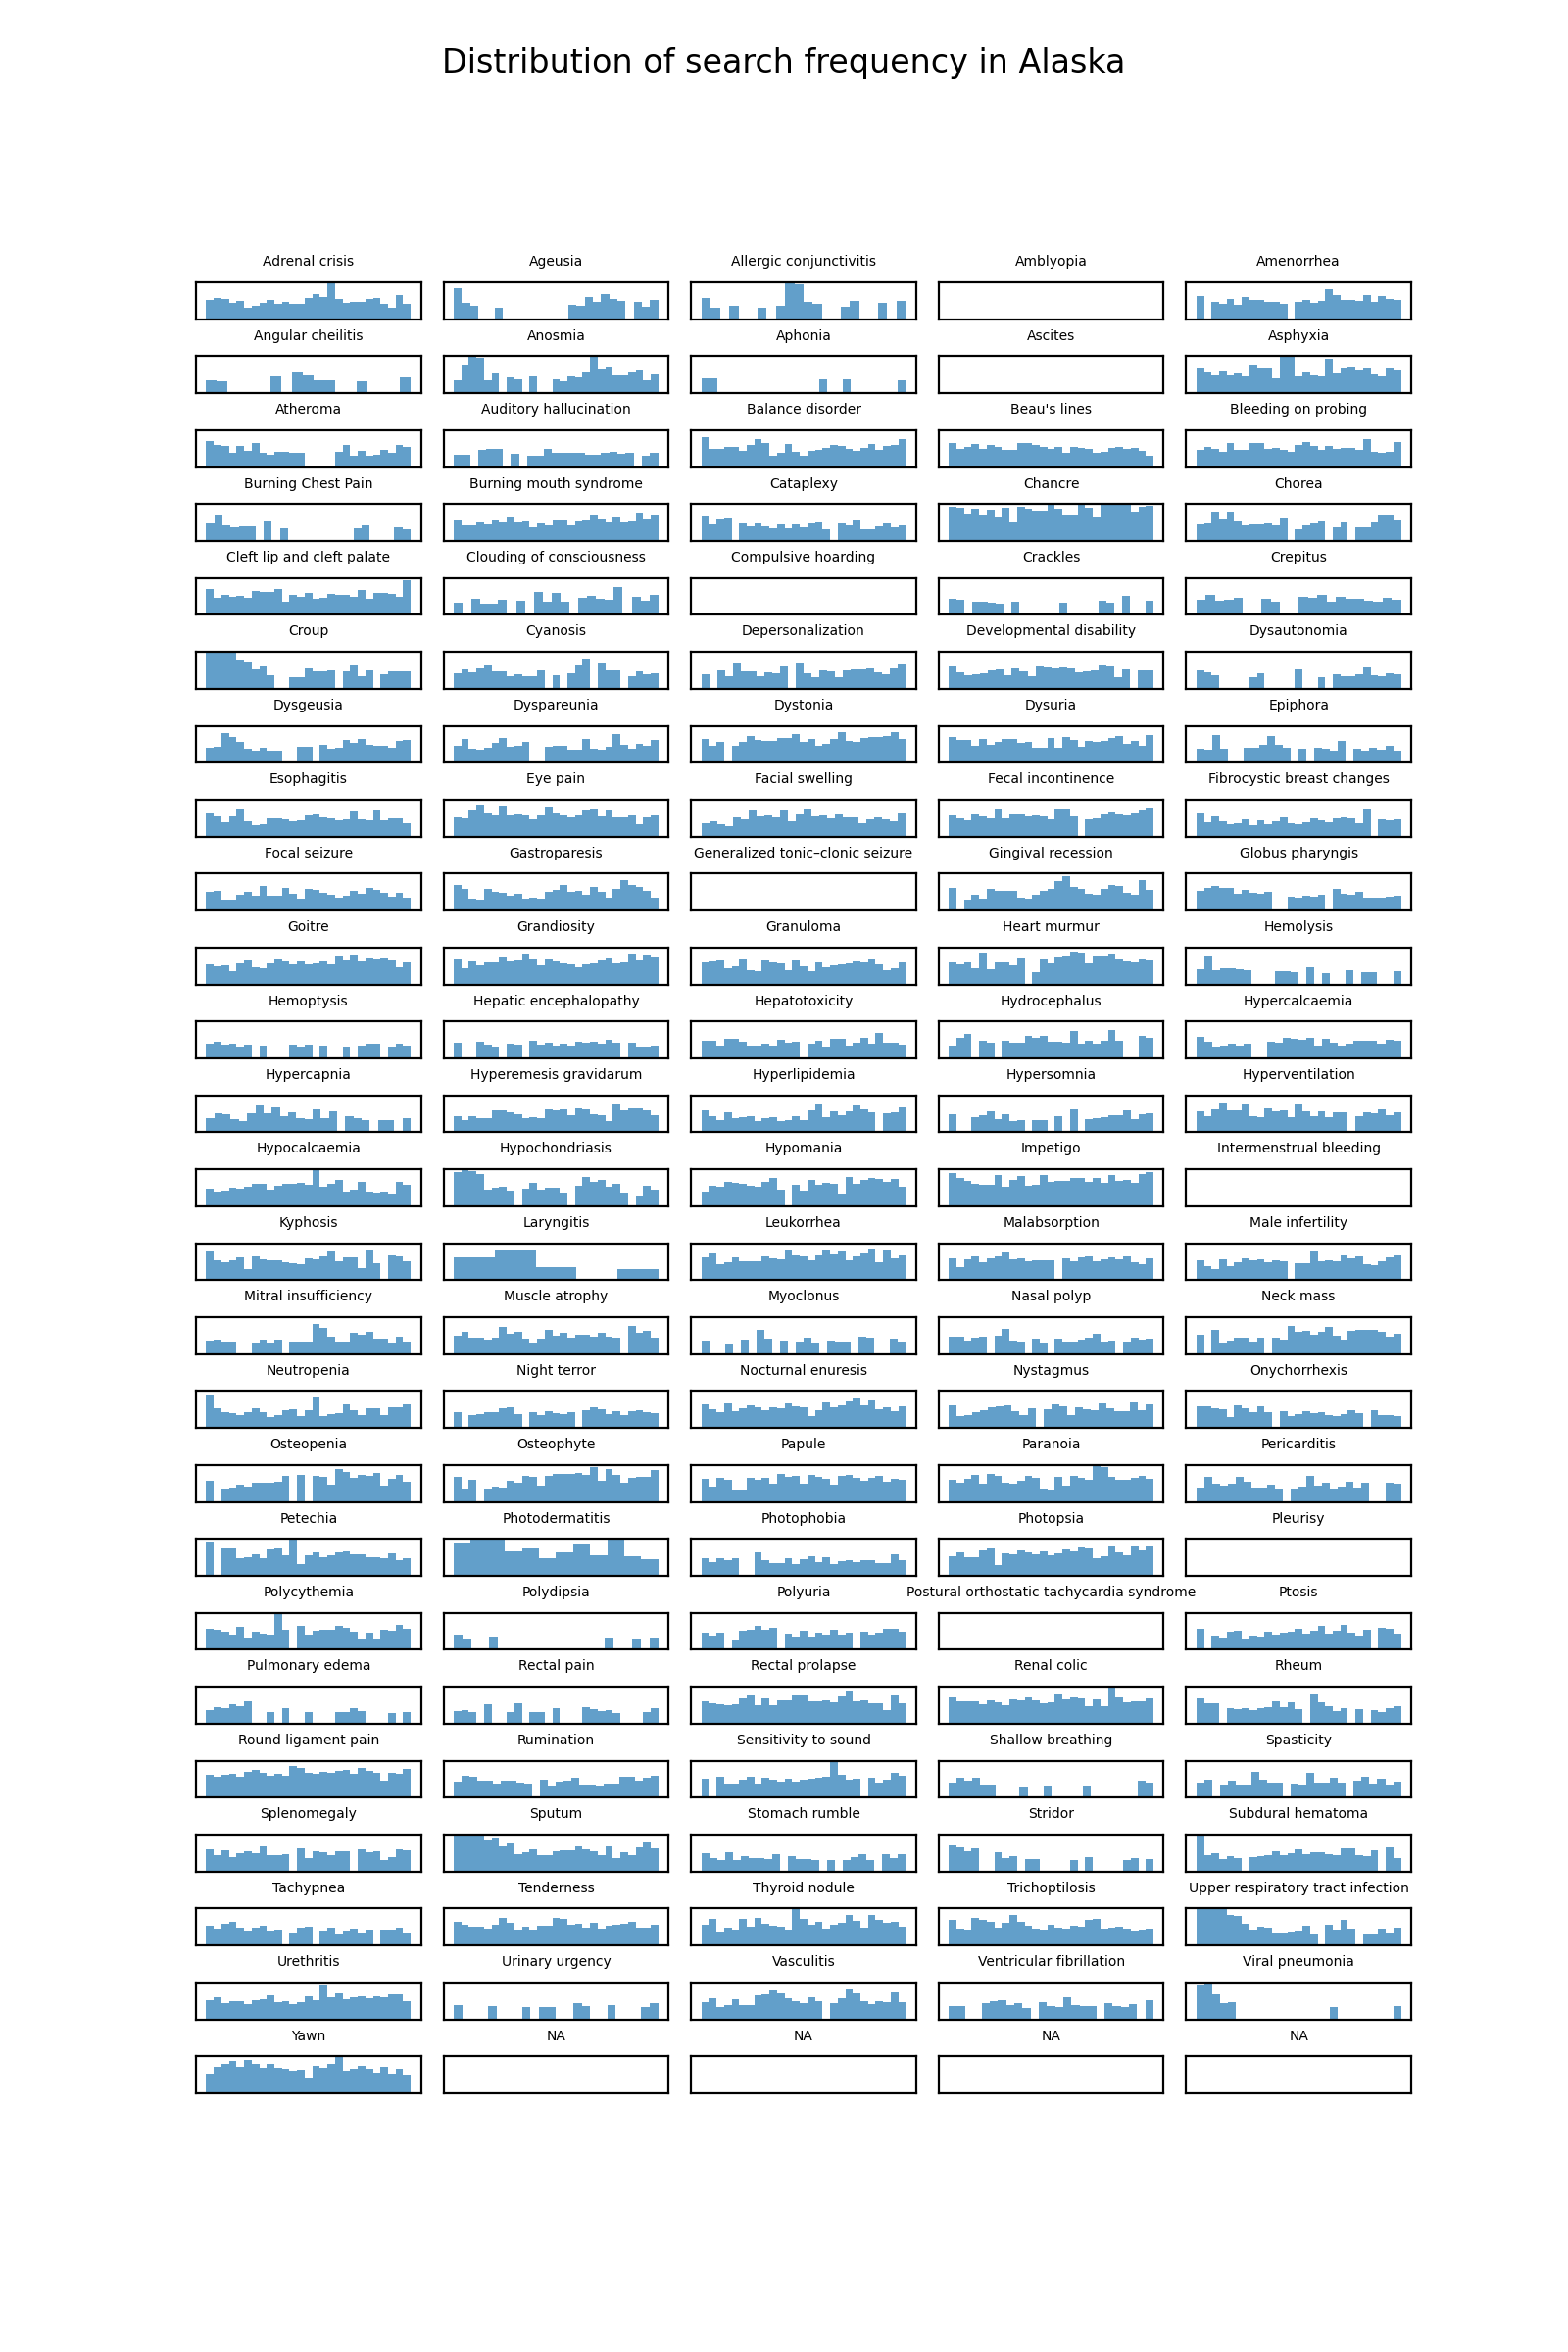 Distribution of search frequency in Alaska
Adrenal crisis Ageusia Allergic conjunctivitis Amblyopia Amenorrhea
Angular cheilitis Anosmia Aphonia Ascites Asphyxia
Atheroma Auditory hallucination Balance disorder Beau's lines Bleeding on probing
Burning Chest Pain Burning mouth syndrome Cataplexy Chancre Chorea
Cleft lip and cleft palate Clouding of consciousness Compulsive hoarding Crackles Crepitus
Croup Cyanosis Depersonalization Developmental disability Dysautonomia
Dysgeusia Dyspareunia Dystonia Dysuria Epiphora
Esophagitis Eye pain Facial swelling Fecal incontinence Fibrocystic breast changes
Focal seizure Gastroparesis Generalized tonic–clonic seizure Gingival recession Globus pharyngis
Goitre Grandiosity Granuloma Heart murmur Hemolysis
Hemoptysis Hepatic encephalopathy Hepatotoxicity Hydrocephalus Hypercalcaemia
Hypercapnia Hyperemesis gravidarum Hyperlipidemia Hypersomnia Hyperventilation
Hypocalcaemia Hypochondriasis Hypomania Impetigo Intermenstrual bleeding
Kyphosis Laryngitis Leukorrhea Malabsorption Male infertility
Mitral insufficiency Muscle atrophy Myoclonus Nasal polyp Neck mass
Neutropenia Night terror Nocturnal enuresis Nystagmus Onychorrhexis
Osteopenia Osteophyte Papule Paranoia Pericarditis
Petechia Photodermatitis Photophobia Photopsia Pleurisy
Polycythemia Polydipsia Polyuria Postural orthostatic tachycardia syndrome Ptosis
Pulmonary edema Rectal pain Rectal prolapse Renal colic Rheum
Round ligament pain Rumination Sensitivity to sound Shallow breathing Spasticity
Splenomegaly Sputum Stomach rumble Stridor Subdural hematoma
Tachypnea Tenderness Thyroid nodule Trichoptilosis Upper respiratory tract infection
Urethritis Urinary urgency Vasculitis Ventricular fibrillation Viral pneumonia
Yawn NA NA NA NA